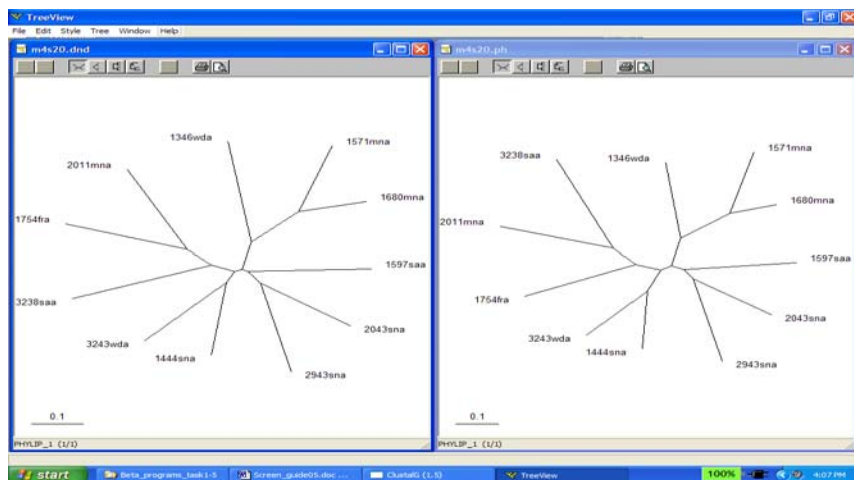 TreeView
File Edit Style Tree Window Help
m4s20.dnd
1346wda
1571mna
2011mna
1680mna
1754fra
1597saa
3238saa
2043sna
3243wda
1444sna
2943sna
0.1
PHYLIP_1 (1/1)
m4s20.ph
1571mna
3238saa
1346wda
1680mna
2011mna
1597saa
1754fra
2043sna
3243wda
1444sna
2943sna
0.1
PHYLIP_1 (1/1)
start
Beta_programs_task1-5
Screen_guide05.doc ...
ClustalG (1.5)
TreeView
100%
4:07 PM